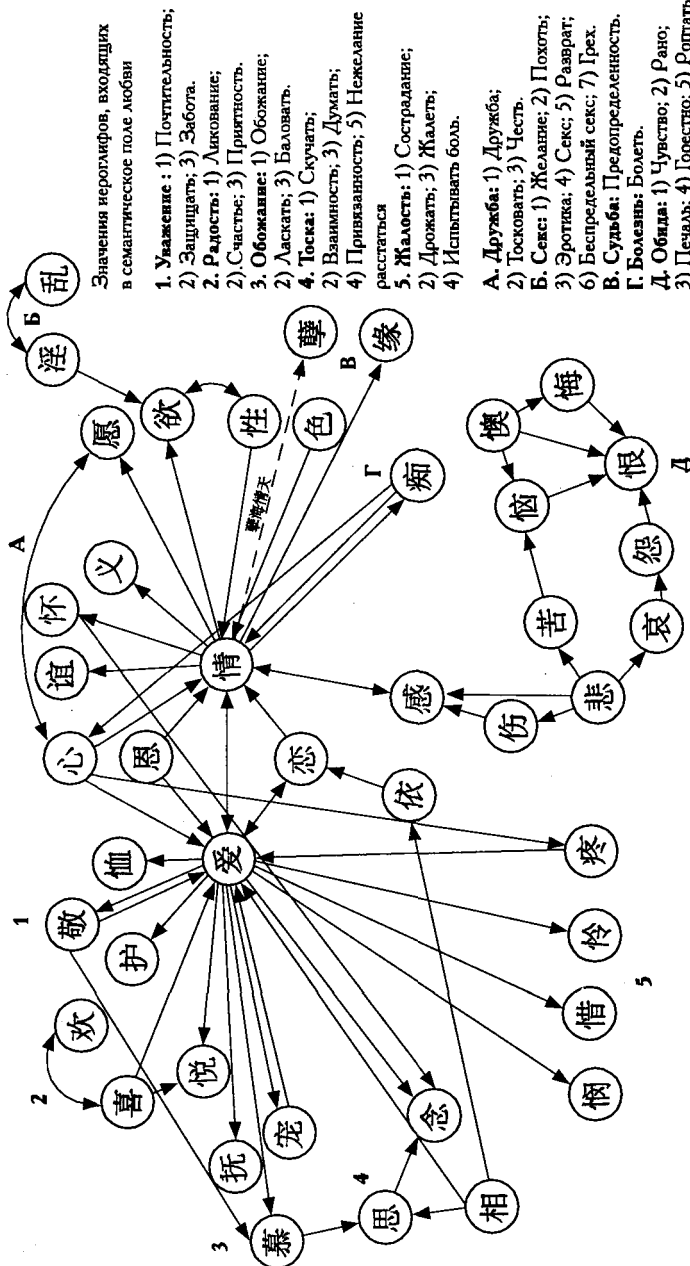 2
1
А
Б
欢
敬
心
谊
怀
愿
淫
乱
喜
护
恤
恩
义
欲
悦
爱
情
性
孽
抚
宠
恋
孽海情天
色
В
缘
3
慕
4
思
念
依
感
Г
痴
相
伤
悲
苦
恼
懊
悔
哀
怨
恨
Д
悯
惜
怜
疼
5
Значения иероглифов, входящих
в семантическое поле любви
1. Уважение : 1) Почтительность;
2) Защищать; 3) Забота.
2. Радость: 1) Ликование;
2).Счастье; 3) Приятность.
3. Обожание: 1) Обожание;
2) Ласкать; 3) Баловать.
4. Тоска: 1) Скучать;
2) Взаимность; 3) Думать;
4) Привязанность; 5) Нежелание
расстаться
5. Жалость: 1) Сострадание;
2) Дрожать; 3) Жалеть;
4) Испытывать боль.
А. Дружба: 1) Дружба;
2) Тосковать; 3) Честь.
Б. Секс: 1) Желание; 2) Похоть;
3) Эротика; 4) Секс; 5) Разврат;
6) Беспредельный секс; 7) Грех.
В. Судьба: Предопределенность.
Г. Болезнь: Болеть.
Д. Обида: 1) Чувство; 2) Рано;
3) Печаль; 4) Горестно; 5) Роптать